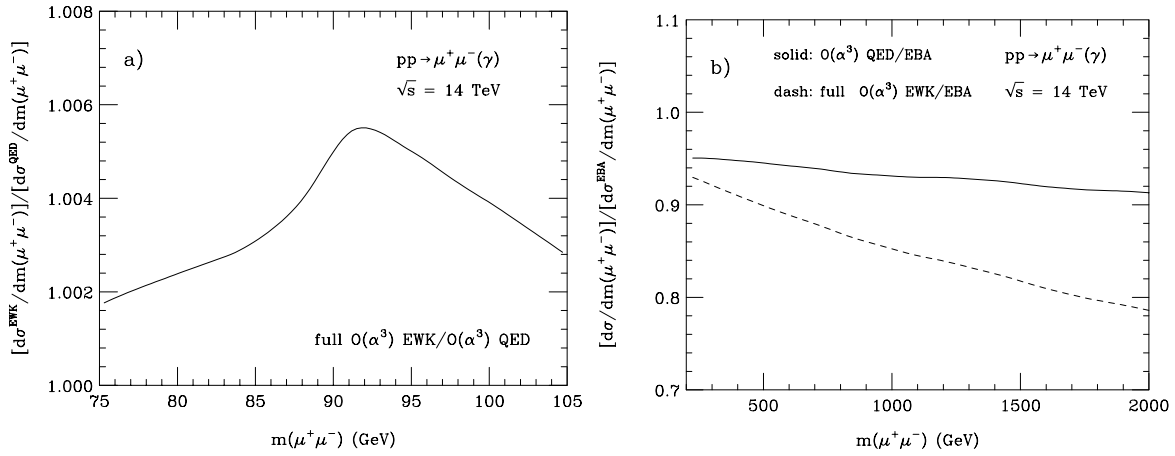 [dσ^EWK/dm(μ⁺μ⁻)]/[dσ^QED/dm(μ⁺μ⁻)]
1.008
1.006
1.004
1.002
1.000
a)
pp→μ⁺μ⁻(γ)
√s = 14 TeV
full O(α³) EWK/O(α³) QED
75 80 85 90 95 100 105
m(μ⁺μ⁻) (GeV)
[dσ/dm(μ⁺μ⁻)]/[dσ^EBA/dm(μ⁺μ⁻)]
1.1
1.0
0.9
0.8
0.7
b)
solid: O(α³) QED/EBA
dash: full O(α³) EWK/EBA
pp→μ⁺μ⁻(γ)
√s = 14 TeV
500 1000 1500 2000
m(μ⁺μ⁻) (GeV)